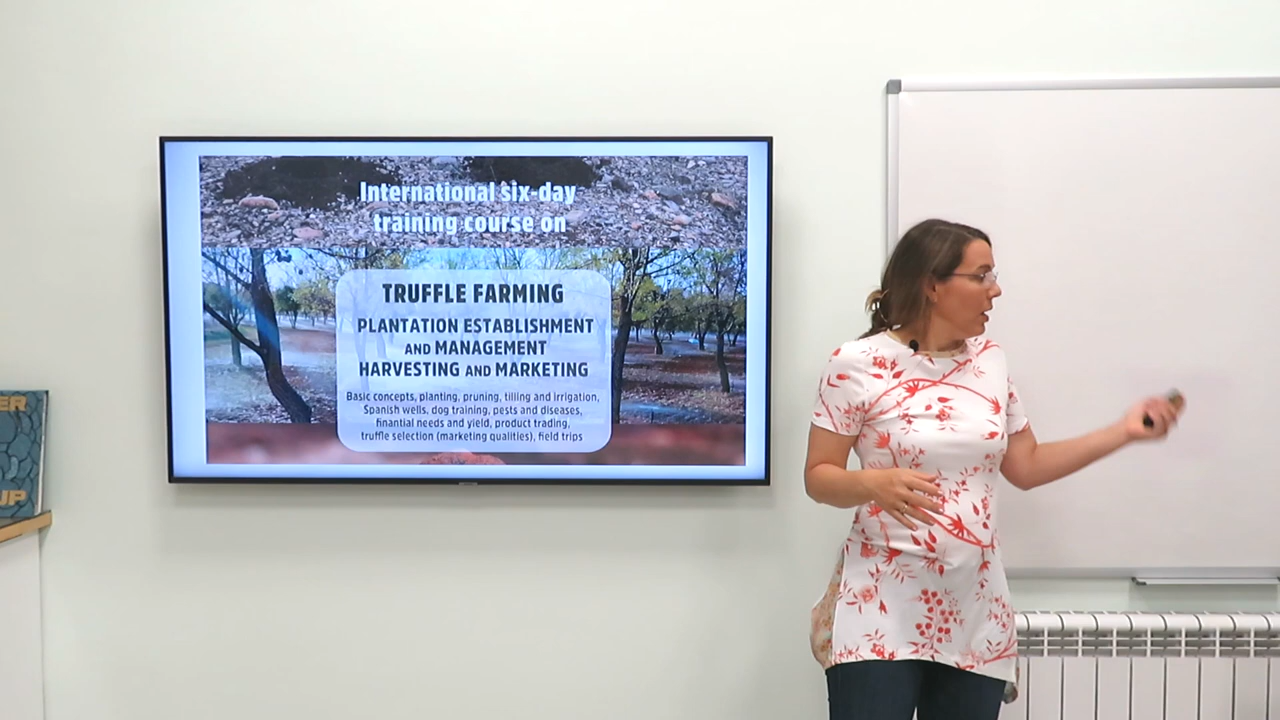 International six-day
training course on
TRUFFLE FARMING
PLANTATION ESTABLISHMENT
AND MANAGEMENT
HARVESTING AND MARKETING
Basic concepts, planting, pruning, tilling and irrigation,
Spanish wells, dog training, pests and diseases,
finantial needs and yield, product trading,
truffle selection (marketing qualities), field trips
ER
UP